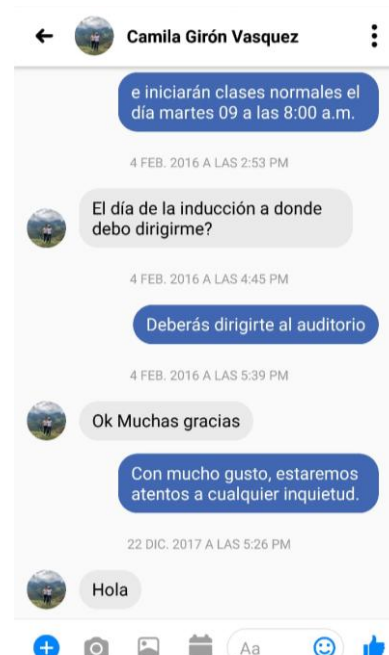 Camila Girón Vasquez
e iniciarán clases normales el
día martes 09 a las 8:00 a.m.
4 FEB. 2016 A LAS 2:53 PM
El día de la inducción a donde
debo dirigirme?
4 FEB. 2016 A LAS 4:45 PM
Deberás dirigirte al auditorio
4 FEB. 2016 A LAS 5:39 PM
Ok Muchas gracias
Con mucho gusto, estaremos
atentos a cualquier inquietud.
22 DIC. 2017 A LAS 5:26 PM
Hola
Aa